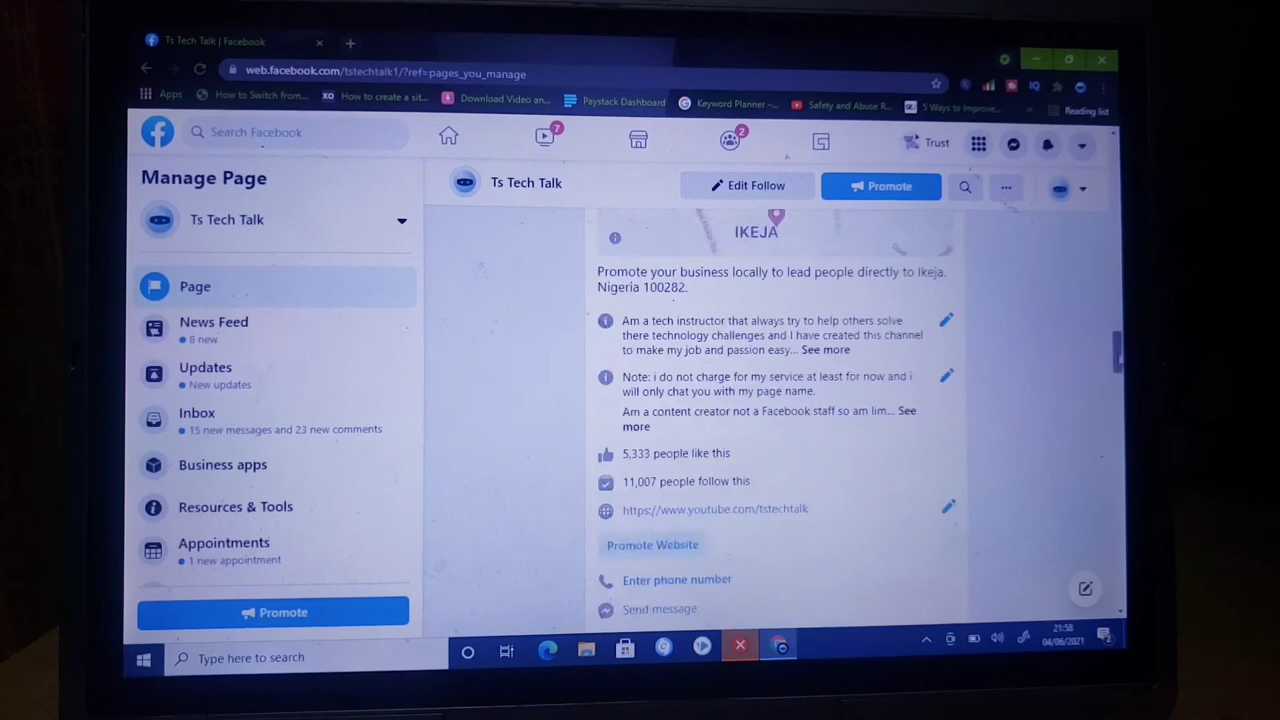 Ts Tech Talk | Facebook
web.facebook.com/tstechtalk1/?ref=pages_you_manage
Apps
How to Switch from...
XO How to create a sit...
Download Video an...
Paystack Dashboard
Keyword Planner –...
Safety and Abuse R...
5 Ways to Improve...
Reading list
Search Facebook
7
2
Trust
Manage Page
Ts Tech Talk
Page
News Feed
8 new
Updates
New updates
Inbox
15 new messages and 23 new comments
Business apps
Resources & Tools
Appointments
1 new appointment
Promote
Ts Tech Talk
Edit Follow
Promote
IKEJA
Promote your business locally to lead people directly to Ikeja.
Nigeria 100282.
Am a tech instructor that always try to help others solve
there technology challenges and I have created this channel
to make my job and passion easy... See more
Note: i do not charge for my service at least for now and i
will only chat you with my page name.
Am a content creator not a Facebook staff so am lim... See
more
5,333 people like this
11,007 people follow this
https://www.youtube.com/tstechtalk
Promote Website
Enter phone number
Send message
Type here to search
21:58
04/06/2021
2